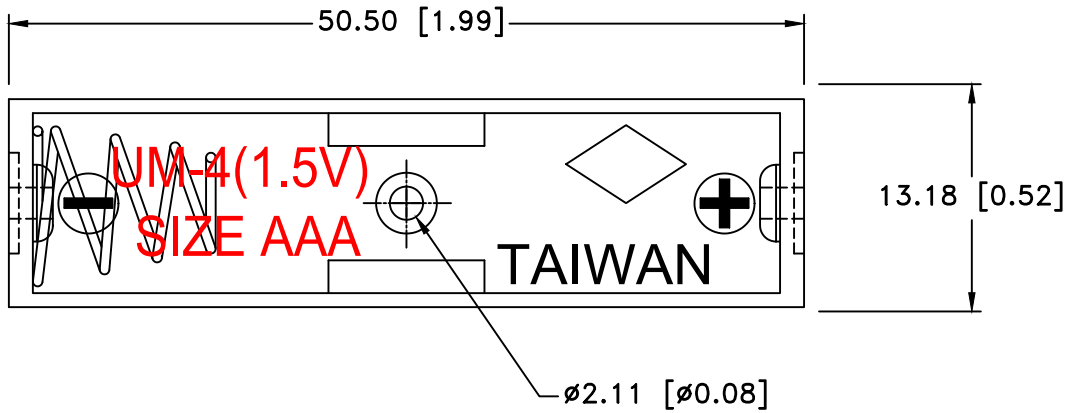 50.50 [1.99]
UM-4(1.5V)
SIZE AAA
13.18 [0.52]
TAIWAN
ø2.11 [ø0.08]